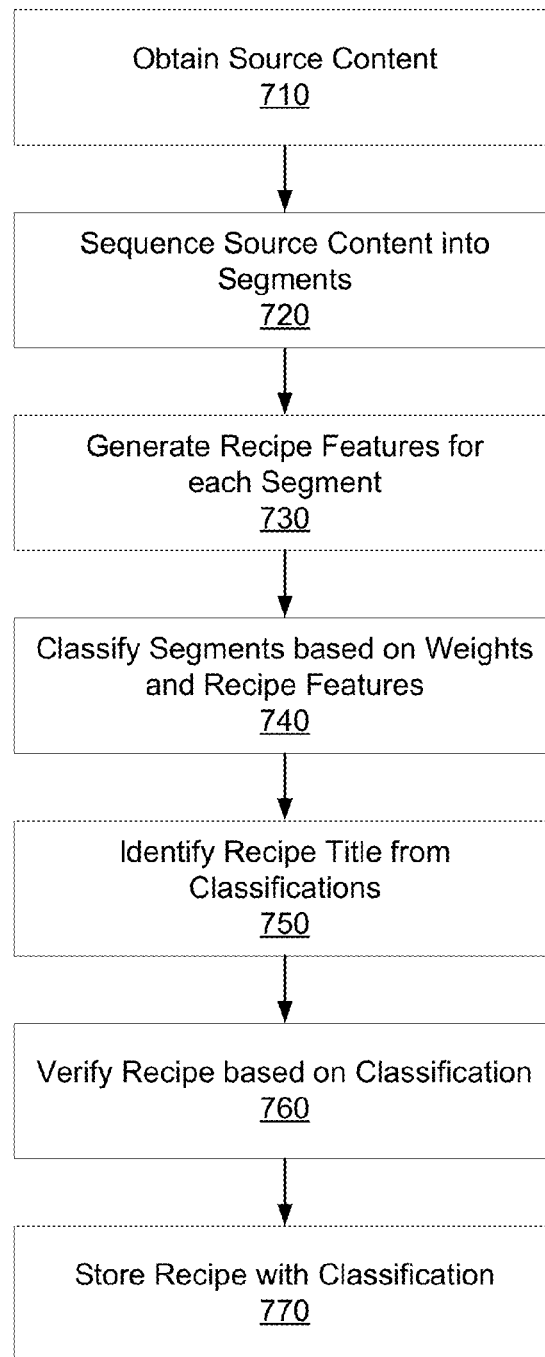 Obtain Source Content
710
Sequence Source Content into
Segments
720
Generate Recipe Features for
each Segment
730
Classify Segments based on Weights
and Recipe Features
740
Identify Recipe Title from
Classifications
750
Verify Recipe based on Classification
760
Store Recipe with Classification
770